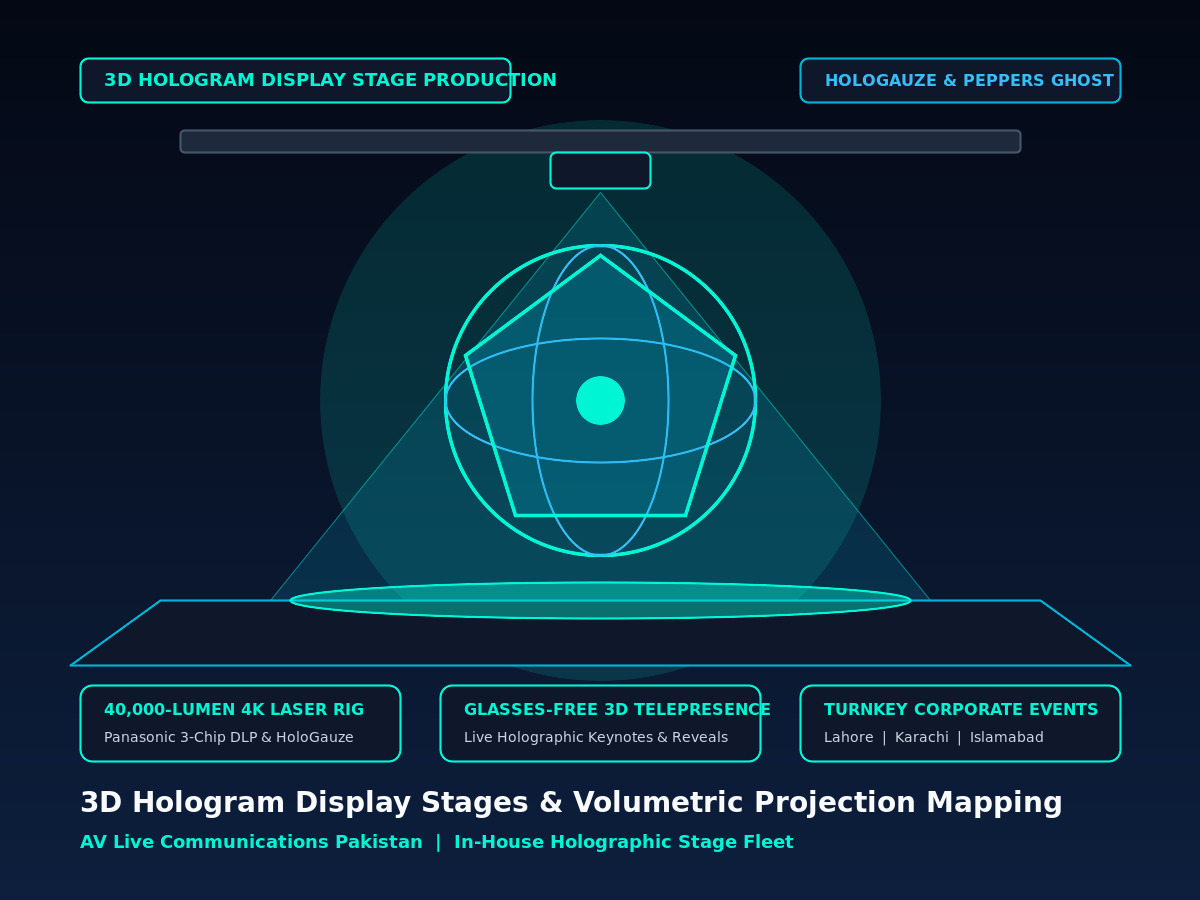 3D HOLOGRAM DISPLAY STAGE PRODUCTION
HOLOGAUZE & PEPPERS GHOST
40,000-LUMEN 4K LASER RIG
Panasonic 3-Chip DLP & HoloGauze
GLASSES-FREE 3D TELEPRESENCE
Live Holographic Keynotes & Reveals
TURNKEY CORPORATE EVENTS
Lahore | Karachi | Islamabad
3D Hologram Display Stages & Volumetric Projection Mapping
AV Live Communications Pakistan | In-House Holographic Stage Fleet